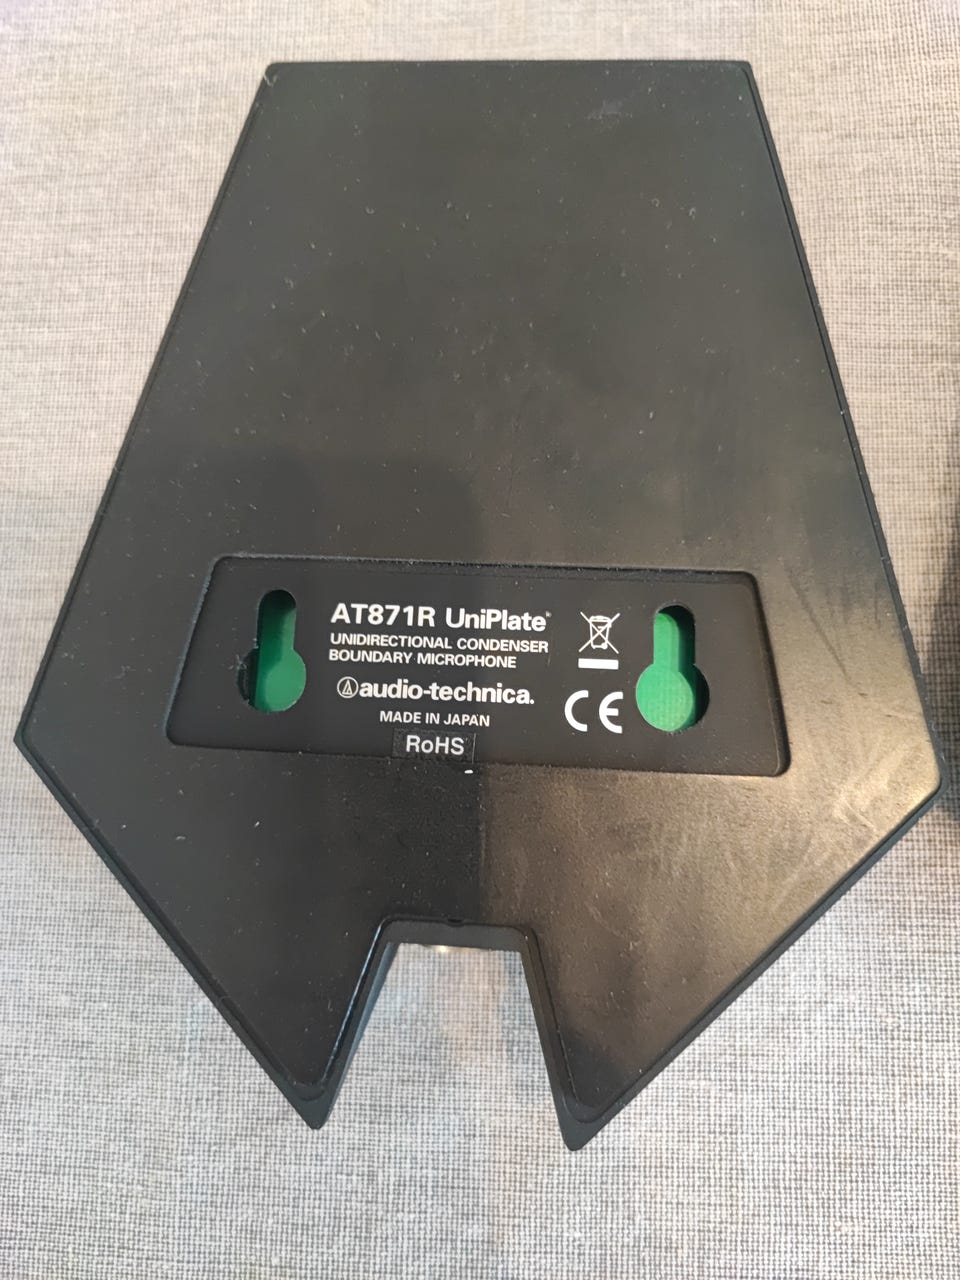 AT871R UniPlate®
UNIDIRECTIONAL CONDENSER
BOUNDARY MICROPHONE
audio-technica.
MADE IN JAPAN
RoHS
CE